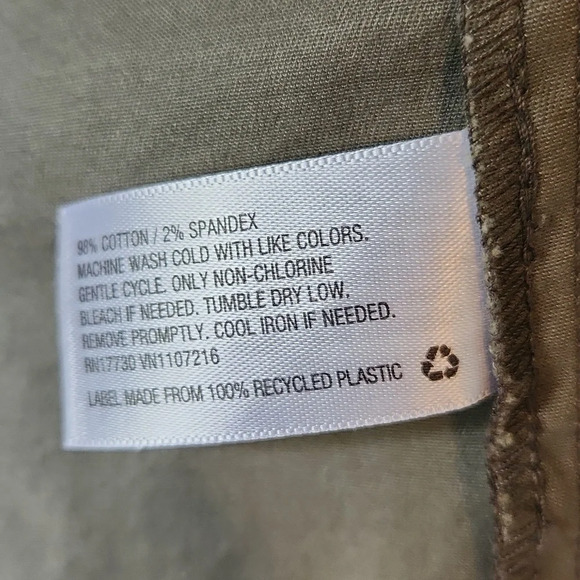 98% COTTON / 2% SPANDEX
MACHINE WASH COLD WITH LIKE COLORS.
GENTLE CYCLE. ONLY NON-CHLORINE
BLEACH IF NEEDED. TUMBLE DRY LOW.
REMOVE PROMPTLY. COOL IRON IF NEEDED.
RN17730 VN1107216
LABEL MADE FROM 100% RECYCLED PLASTIC